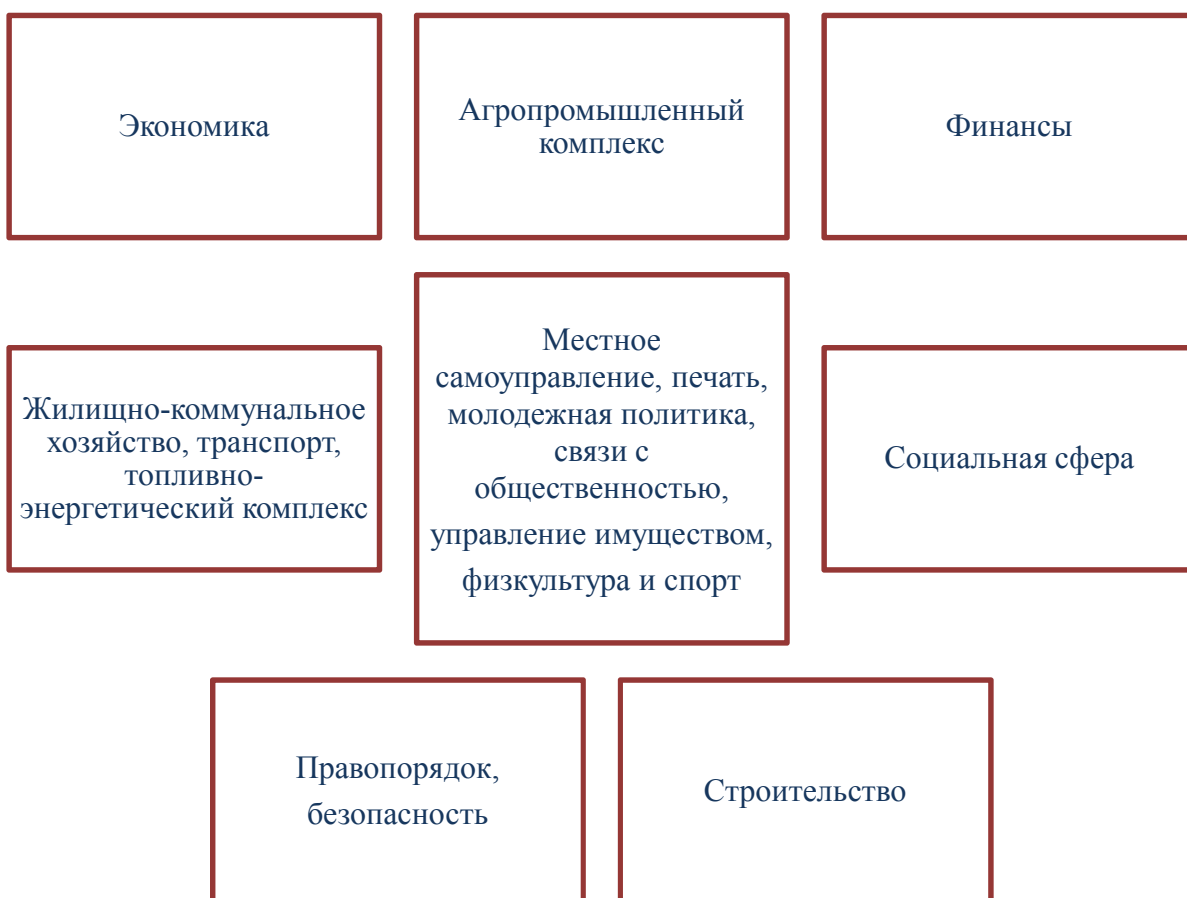 Экономика
Агропромышленный
комплекс
Финансы
Жилищно-коммунальное
хозяйство, транспорт,
топливно-
энергетический комплекс
Местное
самоуправление, печать,
молодежная политика,
связи с
общественностью,
управление имуществом,
физкультура и спорт
Социальная сфера
Правопорядок,
безопасность
Строительство